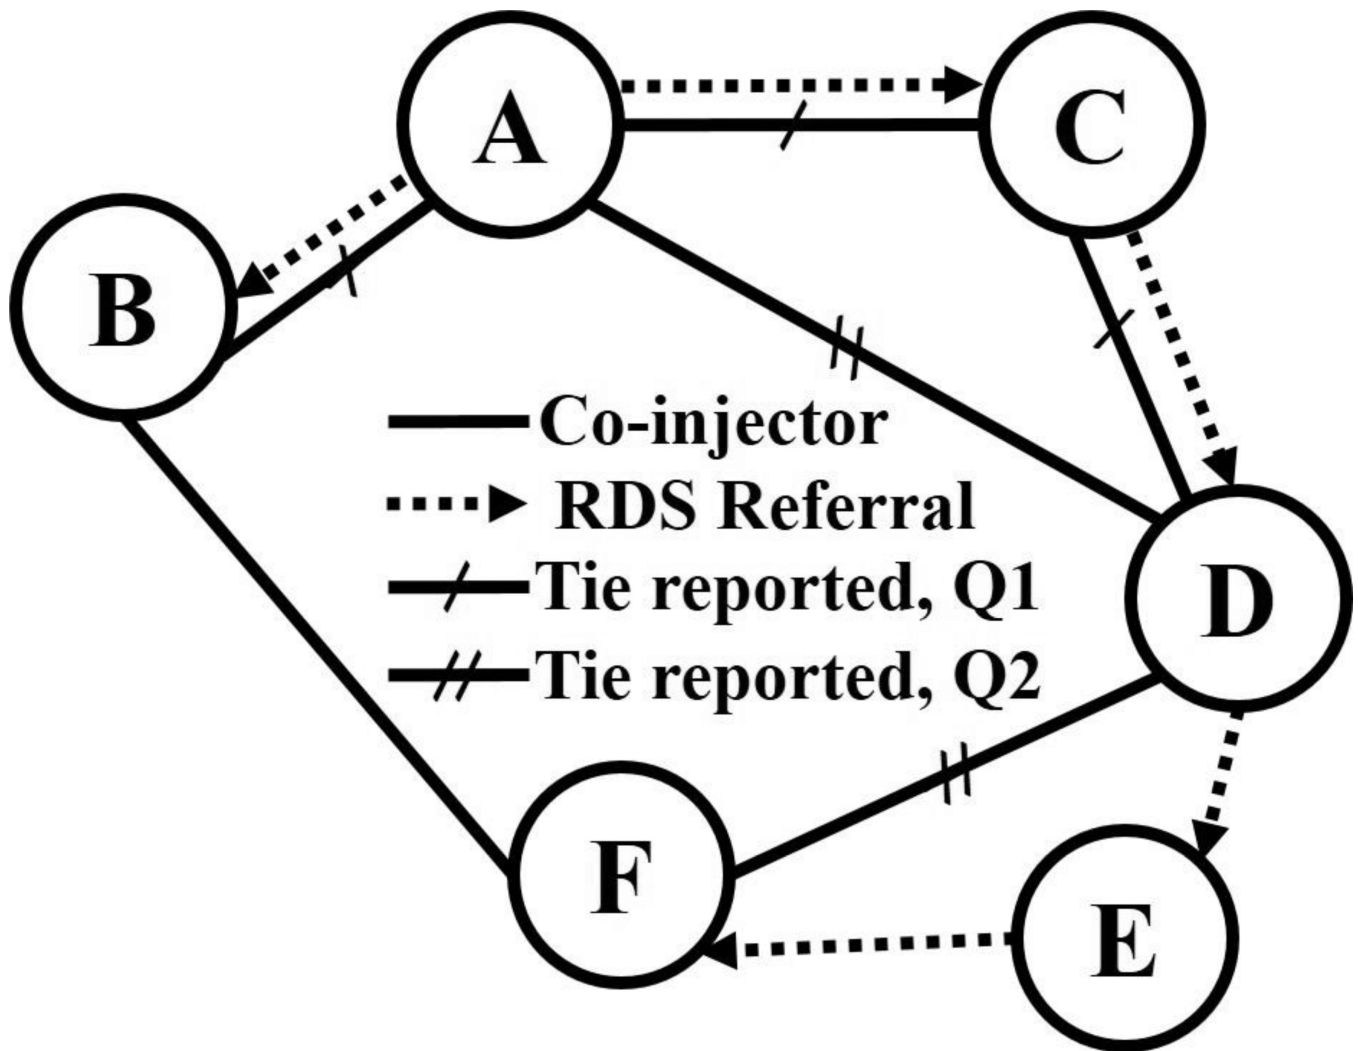 A
C
B
Co-injector
RDS Referral
Tie reported, Q1
D
Tie reported, Q2
F
E